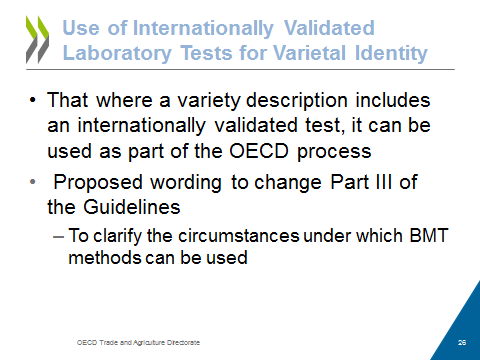 Use of Internationally Validated
Laboratory Tests for Varietal Identity
• That where a variety description includes
an internationally validated test, it can be
used as part of the OECD process
• Proposed wording to change Part III of
the Guidelines
– To clarify the circumstances under which BMT
methods can be used
OECD Trade and Agriculture Directorate
26